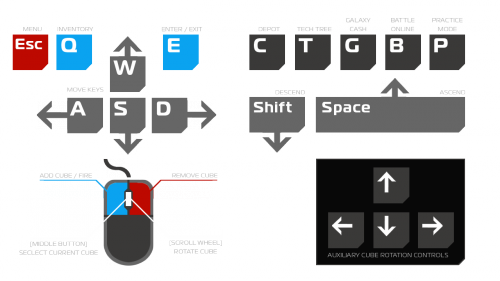 MENU
INVENTORY
ENTER / EXIT
Esc
Q
E
W
MOVE KEYS
A
S
D
GALAXY
BATTLE
PRACTICE
DEPOT
TECH TREE
CASH
ONLINE
MODE
C
T
G
B
P
DESCEND
ASCEND
Shift
Space
ADD CUBE / FIRE
REMOVE CUBE
[MIDDLE BUTTON]
SECLECT CURRENT CUBE
[SCROLL WHEEL]
ROTATE CUBE
AUXILIARY CUBE ROTATION CONTROLS